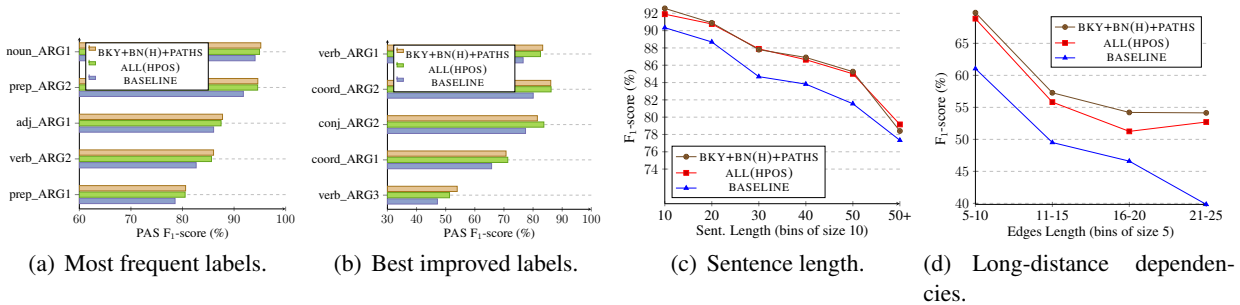 noun_ARG1
prep_ARG2
adj_ARG1
verb_ARG2
prep_ARG1
BKY+BN(H)+PATHS
ALL(HPOS)
BASELINE
60 70 80 90 100
PAS F1-score (%)
(a) Most frequent labels.
verb_ARG1
coord_ARG2
conj_ARG2
coord_ARG1
verb_ARG3
BKY+BN(H)+PATHS
ALL(HPOS)
BASELINE
30 40 50 60 70 80 90 100
PAS F1-score (%)
(b) Best improved labels.
F1-score (%)
92
90
88
86
84
82
80
78
76
74
BKY+BN(H)+PATHS
ALL(HPOS)
BASELINE
10 20 30 40 50 50+
Sent. Length (bins of size 10)
(c) Sentence length.
F1-score (%)
65
60
55
50
45
40
BKY+BN(H)+PATHS
ALL(HPOS)
BASELINE
5-10 11-15 16-20 21-25
Edges Length (bins of size 5)
(d) Long-distance dependen-
cies.